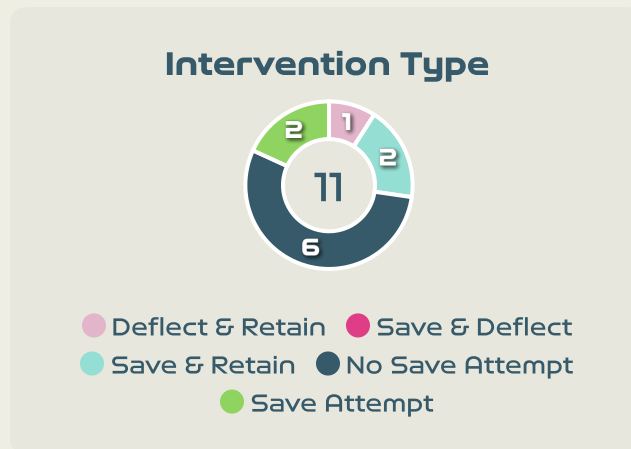 Intervention Type
2
1
2
11
6
Deflect & Retain
Save & Deflect
Save & Retain
No Save Attempt
Save Attempt